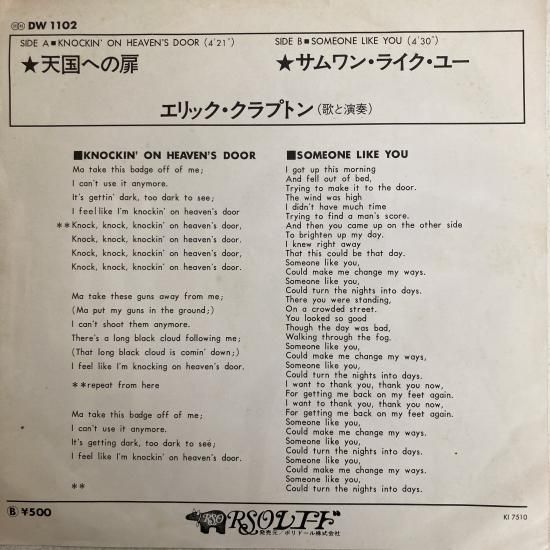 DW 1102
SIDE A■KNOCKIN' ON HEAVEN'S DOOR (4'21")
★天国への扉
SIDE B■SOMEONE LIKE YOU (4'30")
★サムワン・ライク・ユー
エリック・クラプトン(歌と演奏)
■KNOCKIN' ON HEAVEN'S DOOR
Ma take this badge off of me;
I can't use it anymore.
It's gettin' dark, too dark to see;
I feel like I'm knockin' on heaven's door
**Knock, knock, knockin' on heaven's door,
Knock, knock, knockin' on heaven's door.
Knock, knock, knockin' on heaven's door.
Knock, knock, knockin' on heaven's door,
Ma take these guns away from me;
(Ma put my guns in the ground;)
I can't shoot them anymore.
There's a long black cloud following me;
(That long black cloud is comin' down;)
I feel like I'm knocking on heaven's door.
**repeat from here
Ma take this badge off of me;
I can't use it anymore.
It's getting dark, too dark to see;
I feel like I'm knockin' on heaven's door.
**
■SOMEONE LIKE YOU
I got up this morning
And fell out of bed,
Trying to make it to the door.
The wind was high
I didn't have much time
Trying to find a man's score.
And then you came up on the other side
To brighten up my day.
I knew right away
That this could be that day.
Someone like you,
Could make me change my ways.
Someone like you,
Could turn the nights into days.
There you were standing,
On a crowded street.
You looked so good
Though the day was bad,
Walking through the fog.
Someone like you,
Could make me change my ways,
Someone like you,
Could turn the nights into days.
I want to thank you, thank you now,
For getting me back on my feet again.
I want to thank you, thank you now,
For getting me back on my feet again.
Someone like you,
Could make me change my ways.
Someone like you,
Could turn the nights into days.
Someone like you,
Could make me change my ways.
Someone like you,
Could turn the nights into days.
Ⓑ ¥500
RSO RSOレコード
発売元／ポリドール株式会社
KI 7510